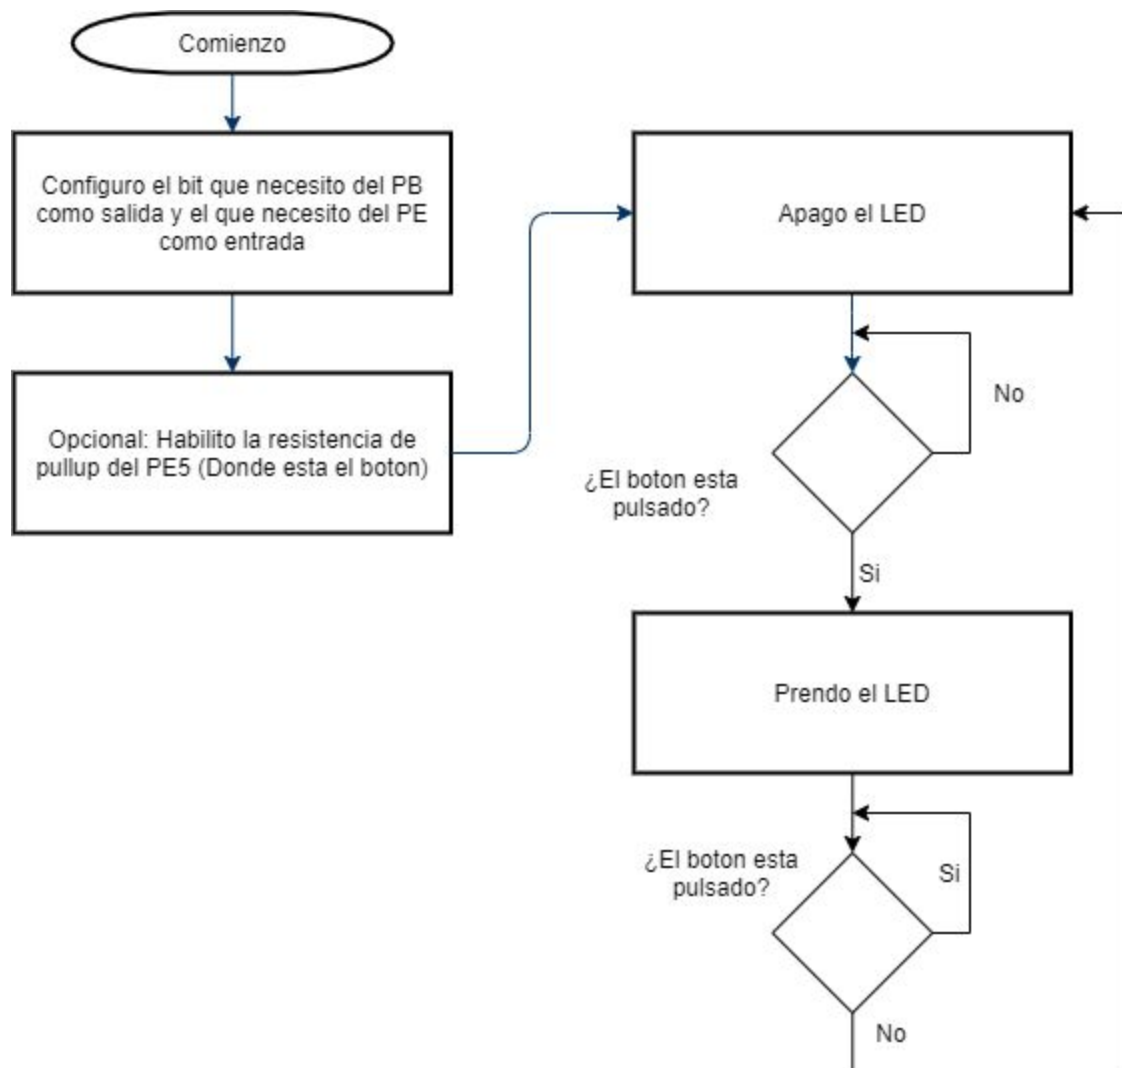 Comienzo
Configuro el bit que necesito del PB
como salida y el que necesito del PE
como entrada
Opcional: Habilito la resistencia de
pullup del PE5 (Donde esta el boton)
Apago el LED
No
¿El boton esta
pulsado?
Si
Prendo el LED
¿El boton esta
pulsado?
Si
No